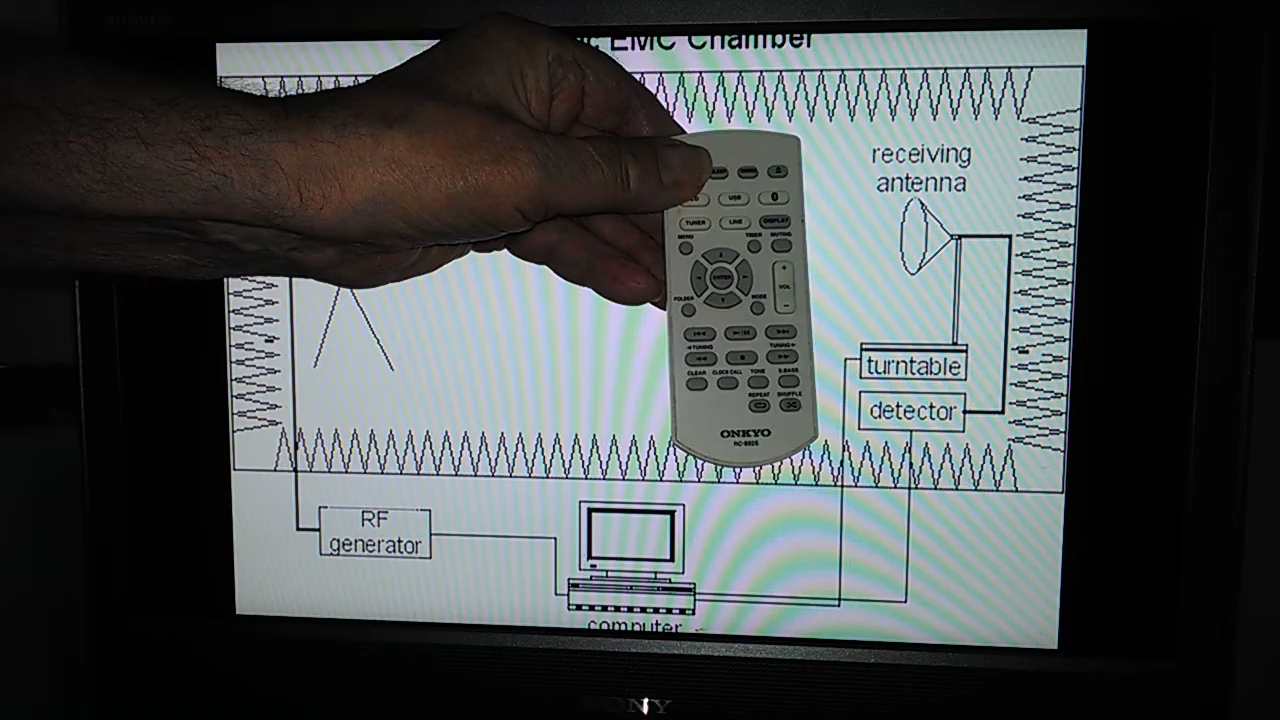 EMC Chamber
receiving
antenna
USB
TUNER LINE DISPLAY
MENU TIMER MUTING
ENTER
+
VOL
-
FOLDER MODE
TUNING TUNING
CLEAR CLOCK CALL TONE S.BASS
REPEAT SHUFFLE
ONKYO
turntable
detector
RF
generator
computer
SONY